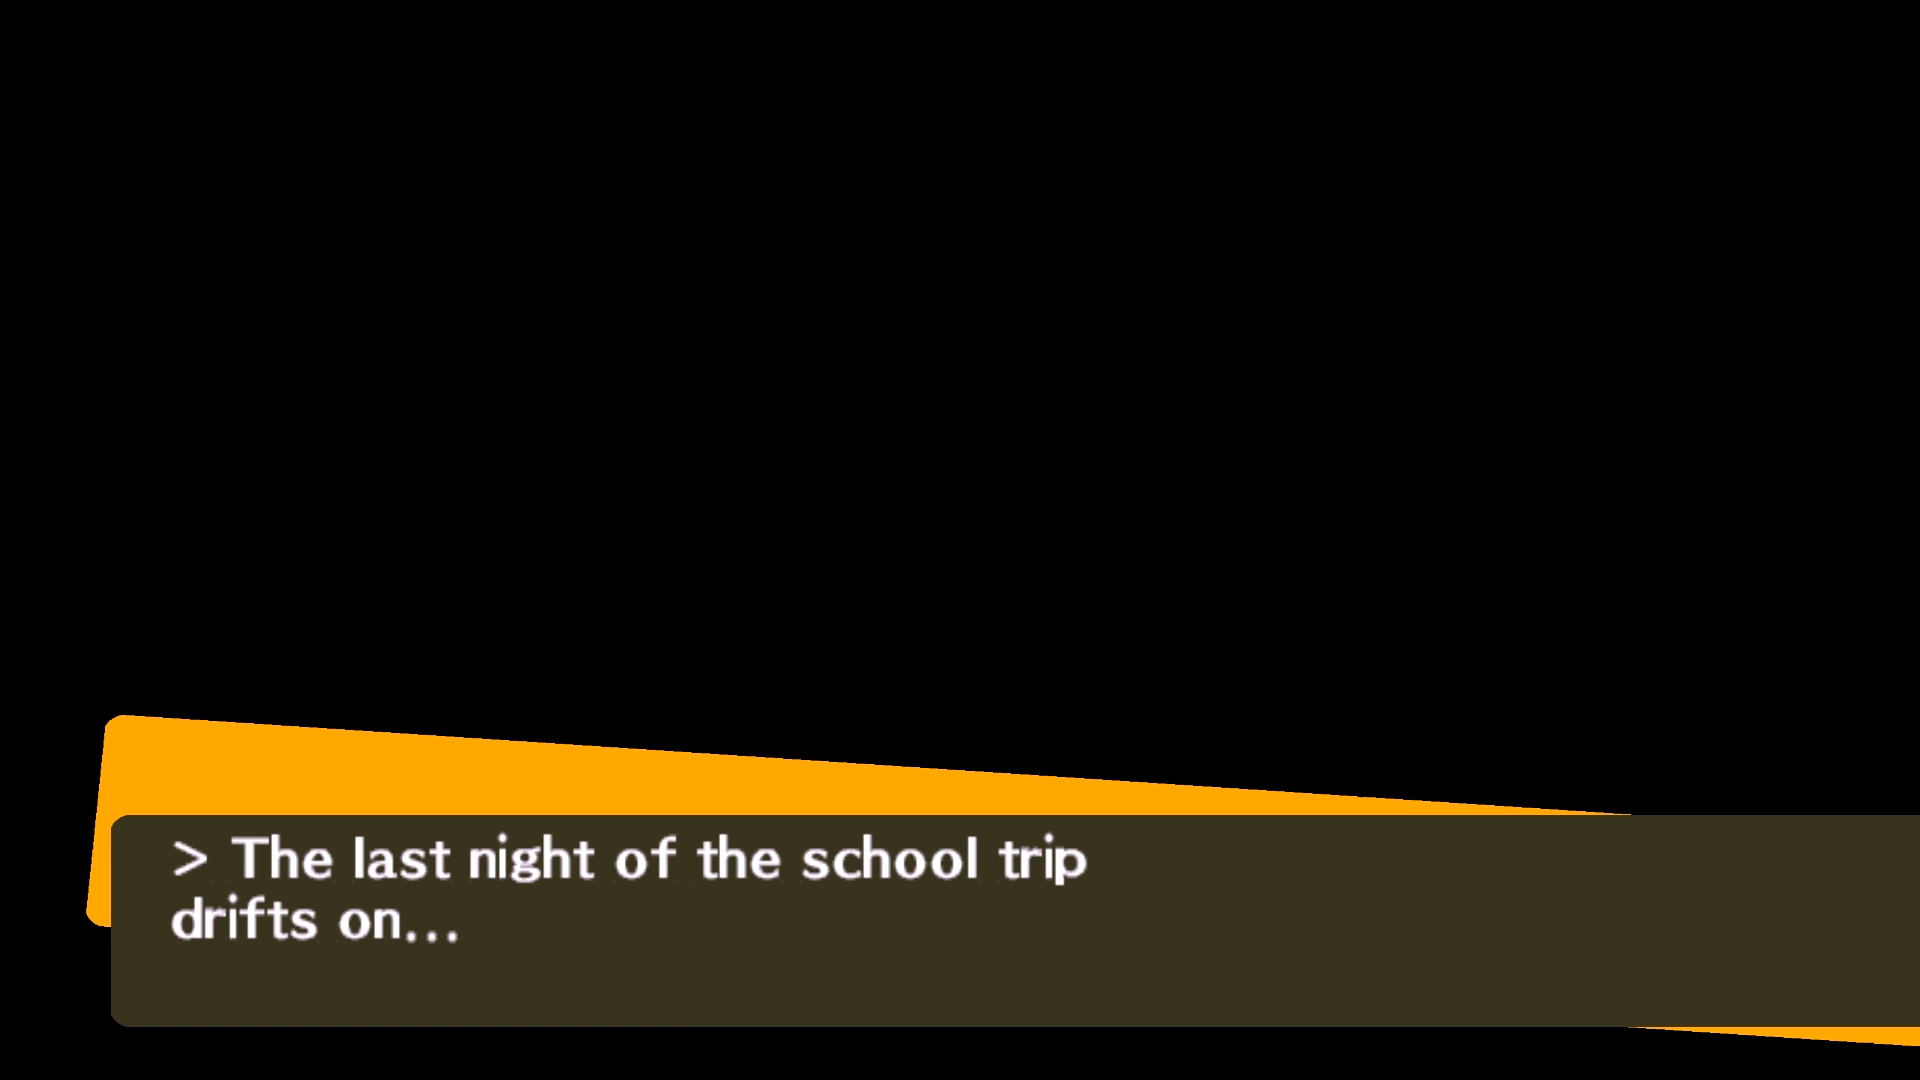 > The last night of the school trip
drifts on...